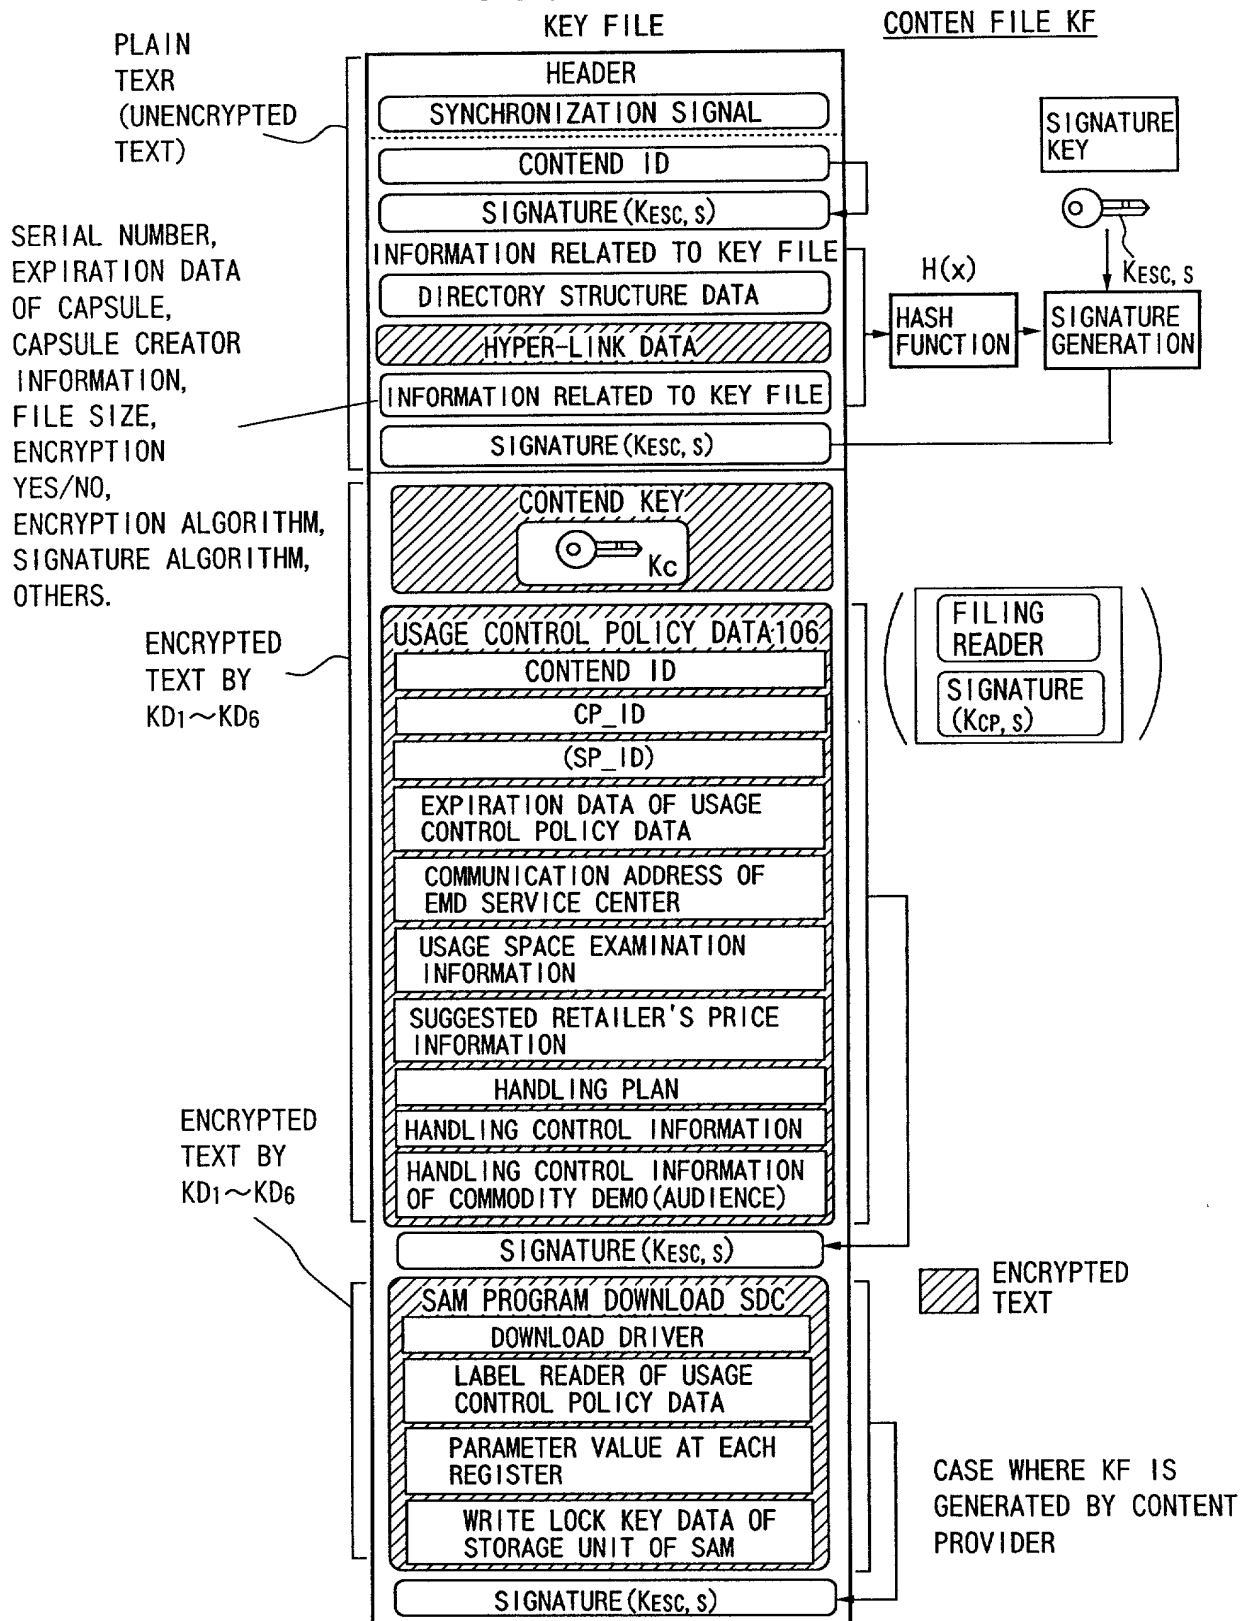 KEY FILE
CONTEN FILE KF
PLAIN
TEXR
(UNENCRYPTED
TEXT)
HEADER
SYNCHRONIZATION SIGNAL
CONTEND ID
SIGNATURE(KESC, S)
INFORMATION RELATED TO KEY FILE
DIRECTORY STRUCTURE DATA
HYPER-LINK DATA
INFORMATION RELATED TO KEY FILE
SIGNATURE(KESC, S)
SIGNATURE
KEY
KESC, S
H(x)
HASH
FUNCTION
SIGNATURE
GENERATION
SERIAL NUMBER,
EXPIRATION DATA
OF CAPSULE,
CAPSULE CREATOR
INFORMATION,
FILE SIZE,
ENCRYPTION
YES/NO,
ENCRYPTION ALGORITHM,
SIGNATURE ALGORITHM,
OTHERS.
CONTEND KEY
Kc
ENCRYPTED
TEXT BY
KD1~KD6
USAGE CONTROL POLICY DATA106
CONTEND ID
CP_ID
(SP_ID)
EXPIRATION DATA OF USAGE
CONTROL POLICY DATA
COMMUNICATION ADDRESS OF
EMD SERVICE CENTER
USAGE SPACE EXAMINATION
INFORMATION
SUGGESTED RETAILER'S PRICE
INFORMATION
HANDLING PLAN
HANDLING CONTROL INFORMATION
HANDLING CONTROL INFORMATION
OF COMMODITY DEMO(AUDIENCE)
SIGNATURE(KESC, S)
FILING
READER
SIGNATURE
(KCP, S)
ENCRYPTED
TEXT BY
KD1~KD6
ENCRYPTED
TEXT
SAM PROGRAM DOWNLOAD SDC
DOWNLOAD DRIVER
LABEL READER OF USAGE
CONTROL POLICY DATA
PARAMETER VALUE AT EACH
REGISTER
WRITE LOCK KEY DATA OF
STORAGE UNIT OF SAM
SIGNATURE(KESC, S)
CASE WHERE KF IS
GENERATED BY CONTENT
PROVIDER